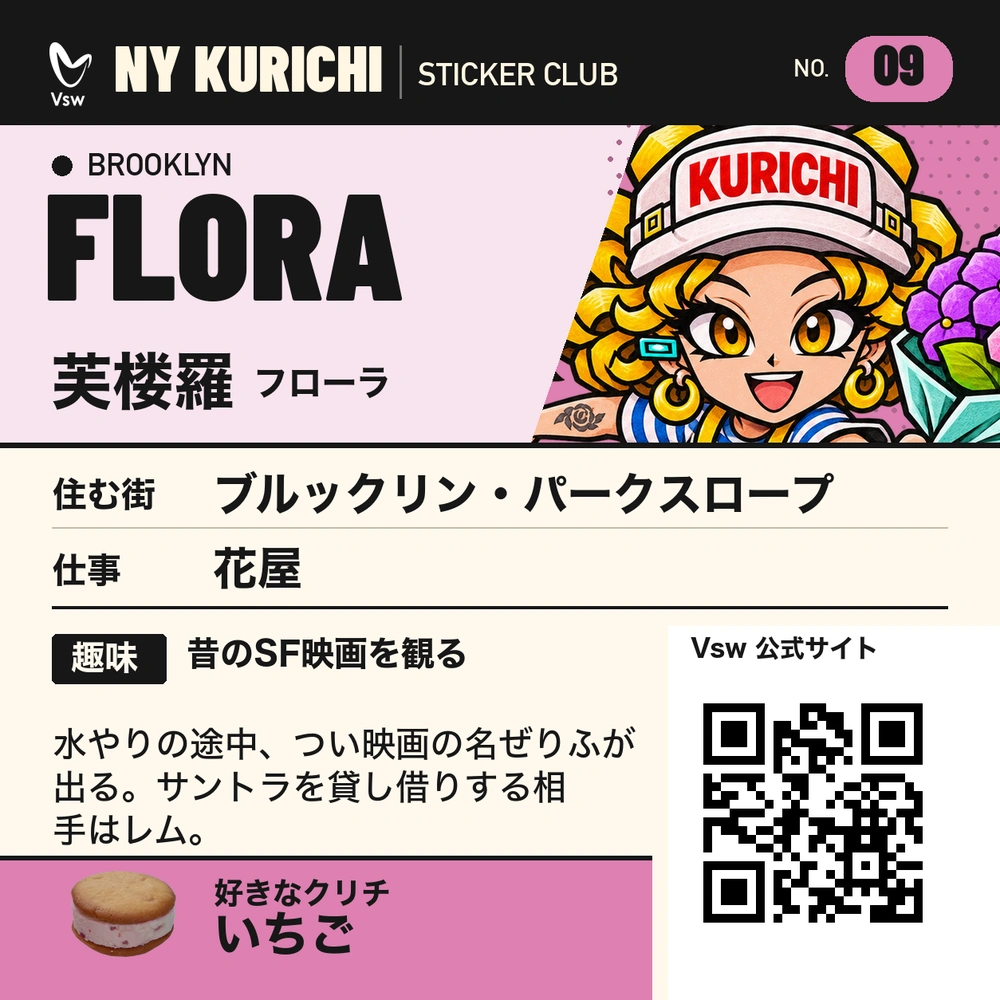 Vsw
NY KURICHI
STICKER CLUB
NO. 09
BROOKLYN
FLORA
芙楼羅 フローラ
KURICHI
住む街 ブルックリン・パークスロープ
仕事 花屋
趣味 昔のSF映画を観る
水やりの途中、つい映画の名ぜりふが
出る。サントラを貸し借りする相
手はレム。
Vsw 公式サイト
好きなクリチ
いちご